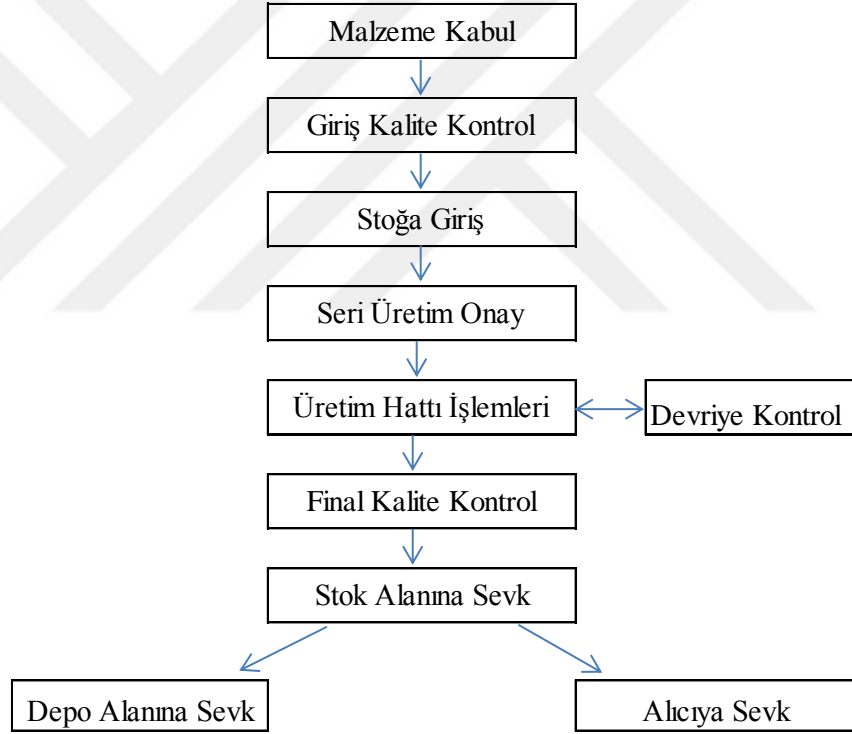 Malzeme Kabul
Giriş Kalite Kontrol
Stoğa Giriş
Seri Üretim Onay
Üretim Hattı İşlemleri
Devriye Kontrol
Final Kalite Kontrol
Stok Alanına Sevk
Depo Alanına Sevk
Alıcıya Sevk